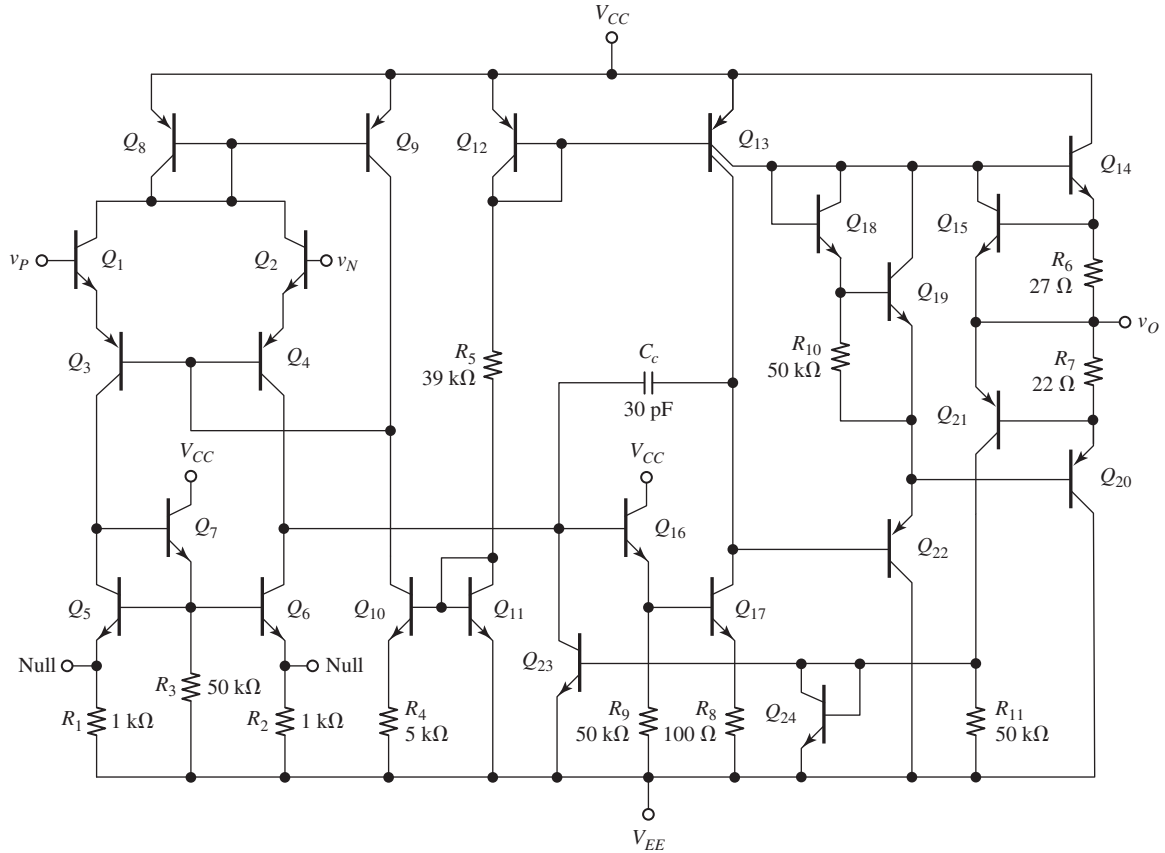 V_CC
Q_8
Q_9
Q_12
Q_13
Q_14
Q_18
Q_15
v_P
Q_1
Q_2
v_N
Q_19
R_6
27 Ω
v_O
Q_3
Q_4
R_5
39 kΩ
C_c
30 pF
R_10
50 kΩ
R_7
22 Ω
Q_21
V_CC
V_CC
Q_20
Q_7
Q_16
Q_22
Q_5
Q_6
Q_10
Q_11
Q_17
Null
Null
Q_23
R_3
50 kΩ
R_1
1 kΩ
R_2
1 kΩ
R_4
5 kΩ
R_9
50 kΩ
R_8
100 Ω
Q_24
R_11
50 kΩ
V_EE